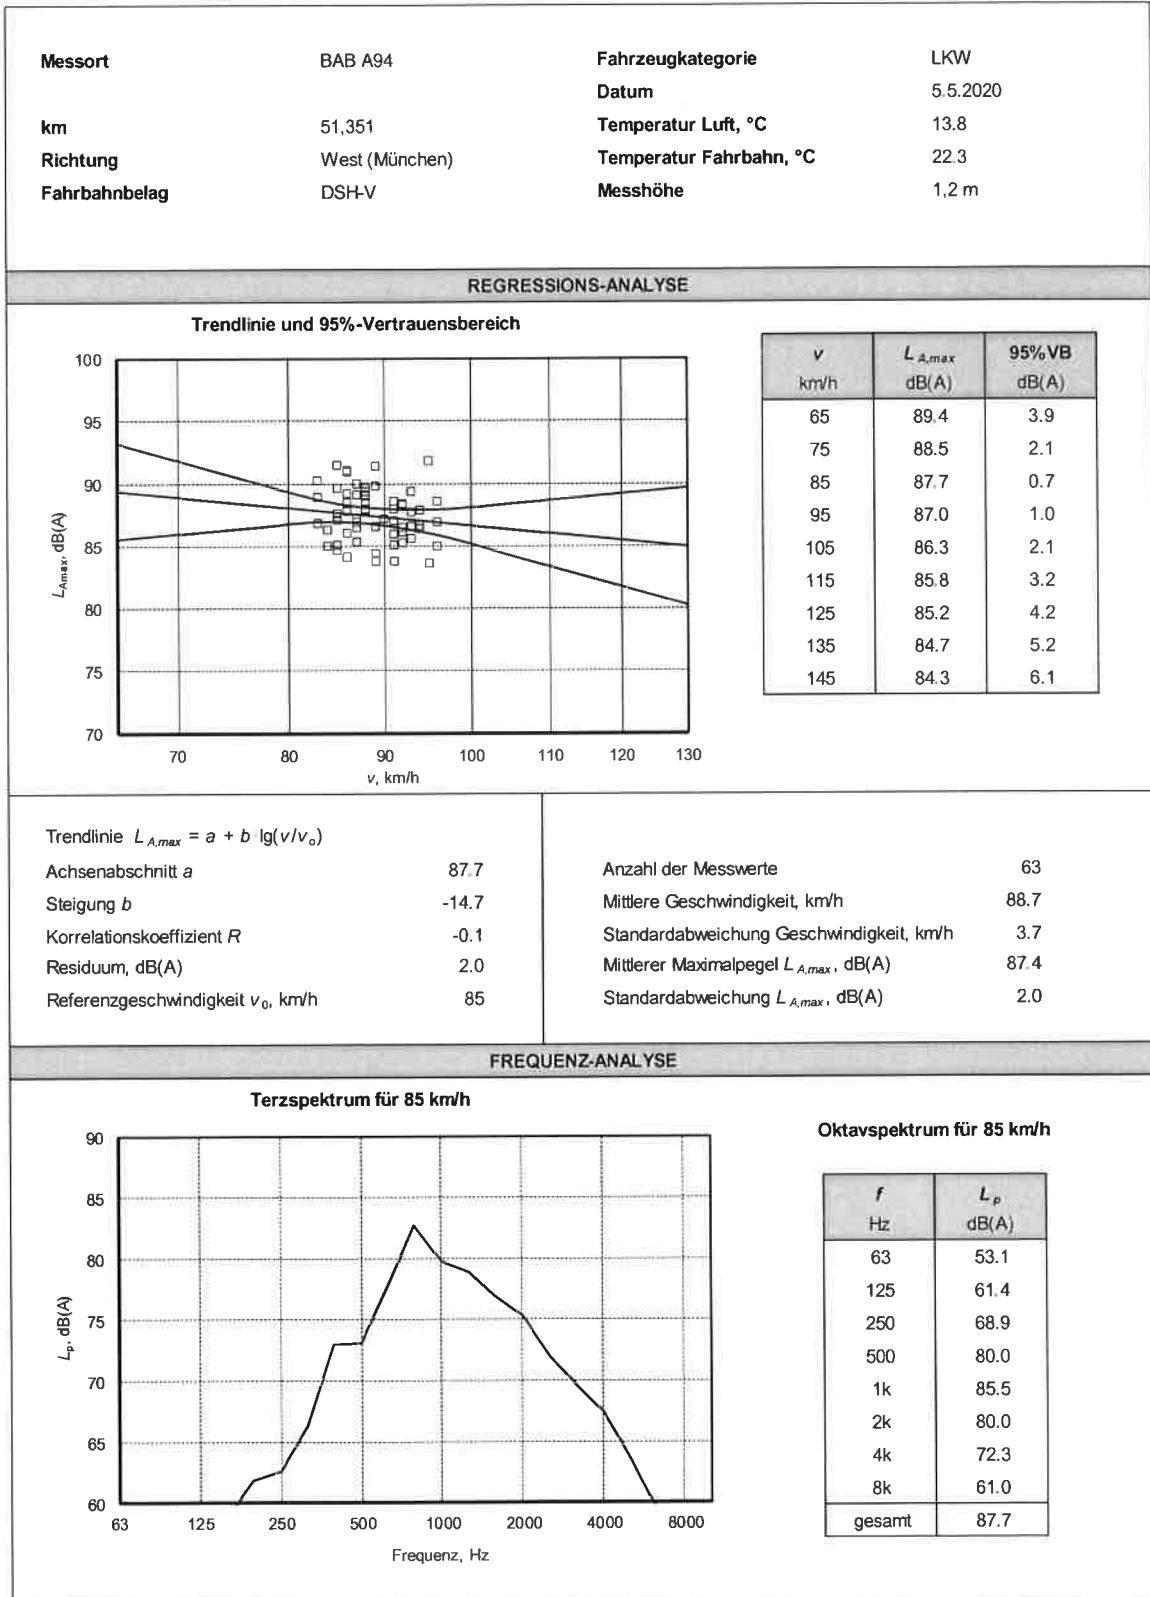 Messort BAB A94 Fahrzeugkategorie LKW
Datum 5.5.2020
km 51,351 Temperatur Luft, °C 13.8
Richtung West (München) Temperatur Fahrbahn, °C 22.3
Fahrbahnbelag DSH-V Messhöhe 1,2 m
REGRESSIONS-ANALYSE
Trendlinie und 95%-Vertrauensbereich
100
95
90
85
80
75
70
L Amax, dB(A)
70 80 90 100 110 120 130
v, km/h
v L A,max 95%VB
km/h dB(A) dB(A)
65 89.4 3.9
75 88.5 2.1
85 87.7 0.7
95 87.0 1.0
105 86.3 2.1
115 85.8 3.2
125 85.2 4.2
135 84.7 5.2
145 84.3 6.1
Trendlinie L A,max = a + b·lg(v/v₀)
Achsenabschnitt a 87.7
Steigung b -14.7
Korrelationskoeffizient R -0.1
Residuum, dB(A) 2.0
Referenzgeschwindigkeit v₀, km/h 85
Anzahl der Messwerte 63
Mittlere Geschwindigkeit, km/h 88.7
Standardabweichung Geschwindigkeit, km/h 3.7
Mittlerer Maximalpegel L A,max, dB(A) 87.4
Standardabweichung L A,max, dB(A) 2.0
FREQUENZ-ANALYSE
Terzspektrum für 85 km/h
90
85
80
75
70
65
60
Lp, dB(A)
63 125 250 500 1000 2000 4000 8000
Frequenz, Hz
Oktavspektrum für 85 km/h
f Lp
Hz dB(A)
63 53.1
125 61.4
250 68.9
500 80.0
1k 85.5
2k 80.0
4k 72.3
8k 61.0
gesamt 87.7